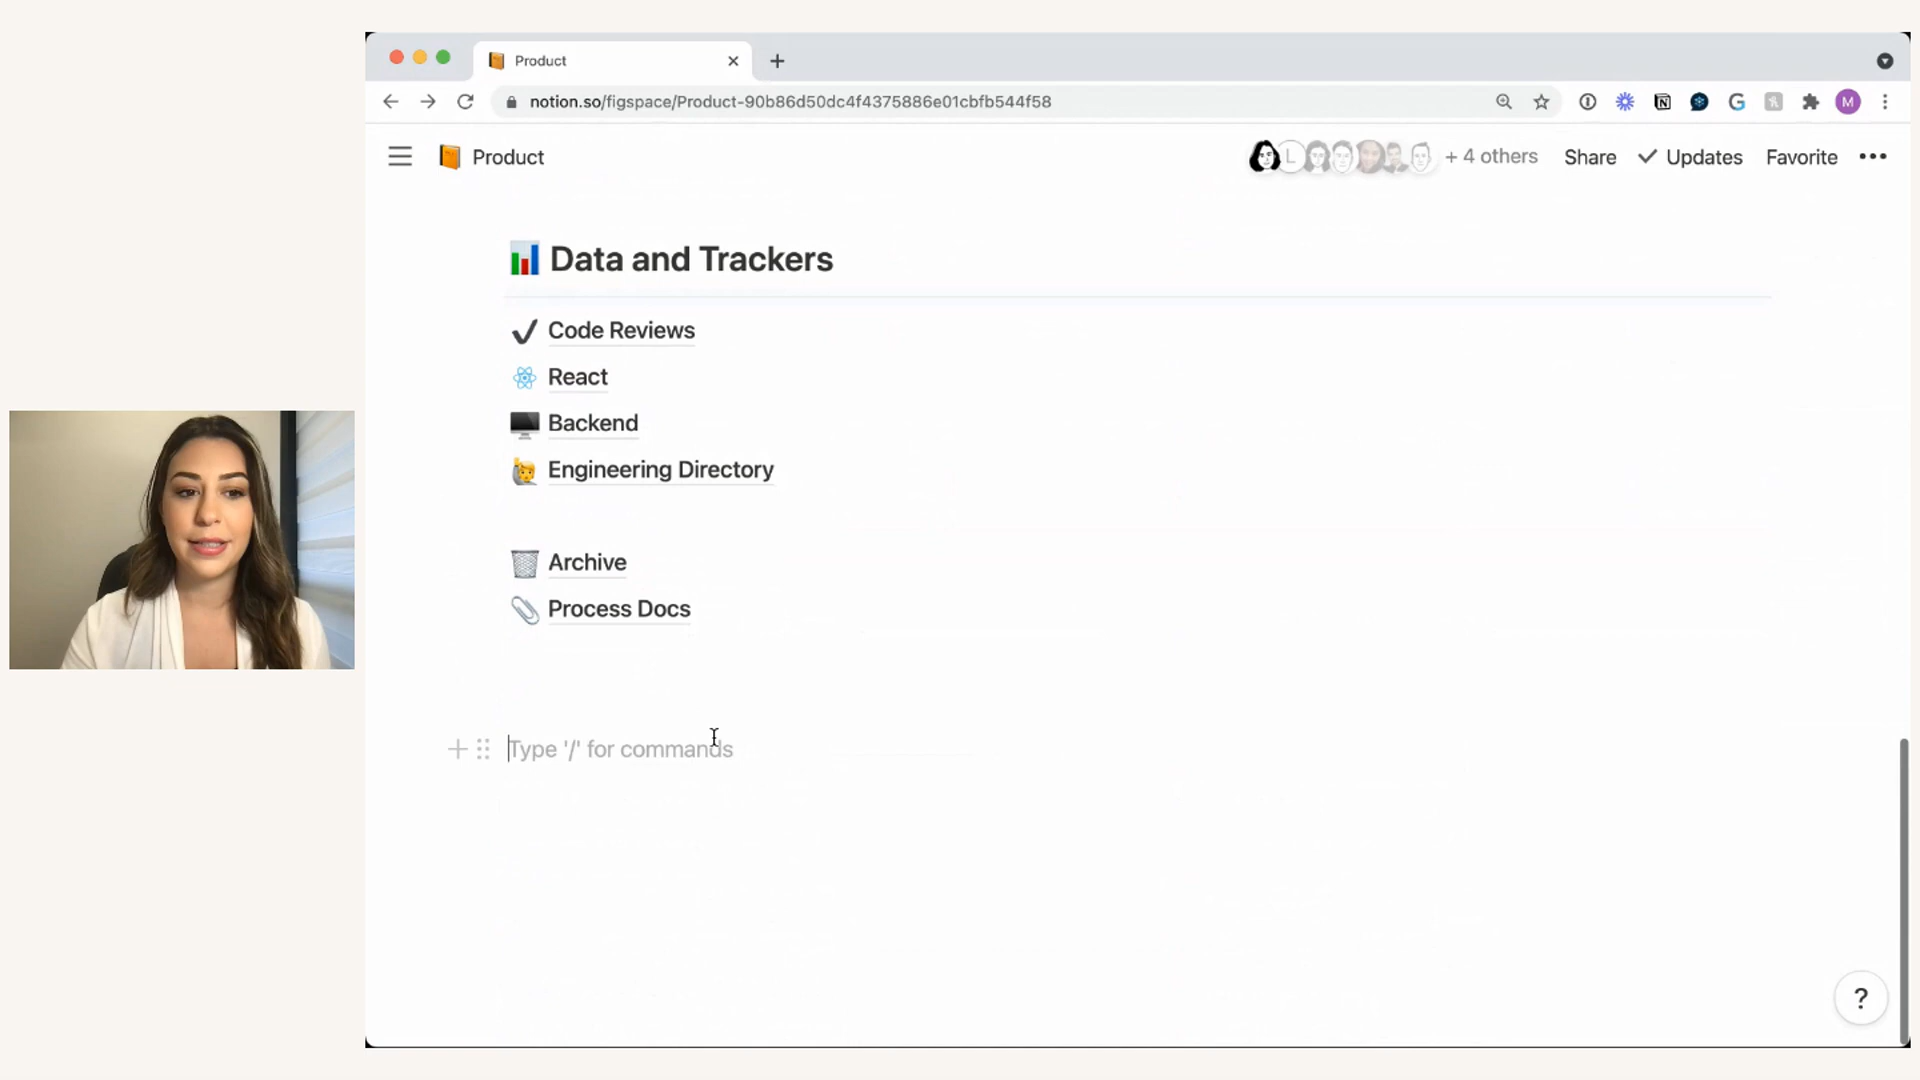 Product
notion.so/figspace/Product-90b86d50dc4f4375886e01cbfb544f58
M
Product
L
+ 4 others
Share
Updates
Favorite
Data and Trackers
Code Reviews
React
Backend
Engineering Directory
Archive
Process Docs
Type '/' for commands
?